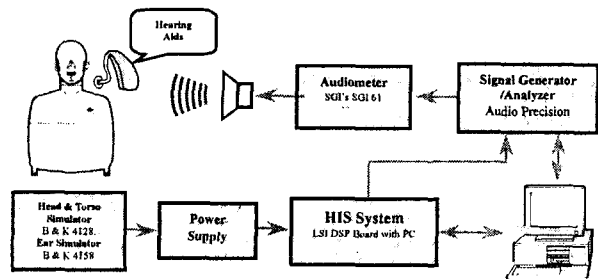 Hearing
Aids
Audiometer
SGI's SGI 61
Signal Generator
/Analyzer
Audio Precision
Head & Torso
Simulator
B & K 4128.
Ear Simulator
B & K 4158
Power
Supply
HIS System
LSI DSP Board with PC